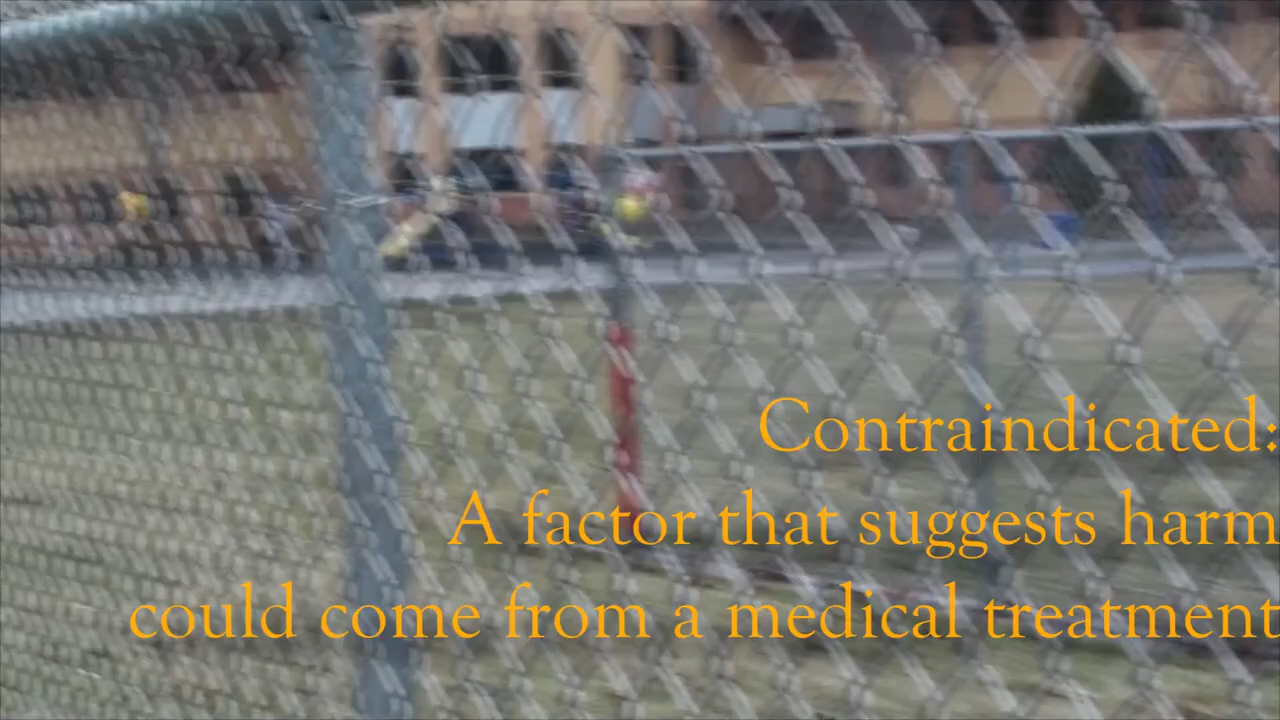 Contraindicated:
A factor that suggests harm
could come from a medical treatment